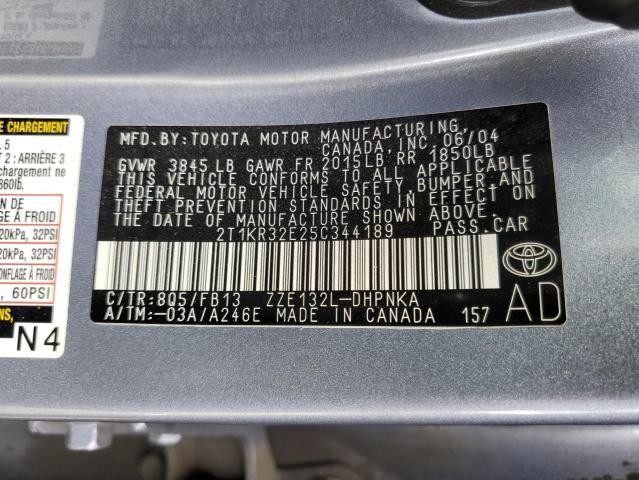 E CHARGEMENT
5
T 2 : ARRIÈRE 3
chargement ne
860lb.
N DE
E À FROID
20kPa, 32PSI
20kPa, 32PSI
ONFLAGE À FROID
, 60PSI
NS,
N4
MFD. BY: TOYOTA MOTOR MANUFACTURING,
CANADA, INC. 06/04
GVWR 3845 LB GAWR FR 2015LB RR 1850LB
THIS VEHICLE CONFORMS TO ALL APPLICABLE
FEDERAL MOTOR VEHICLE SAFETY, BUMPER, AND
THEFT PREVENTION STANDARDS IN EFFECT ON
THE DATE OF MANUFACTURE SHOWN ABOVE.
2T1KR32E25C344189 PASS. CAR
C/TR: 8Q5/FB13 ZZE132L-DHPNKA
A/TM: -03A/A246E MADE IN CANADA 157
AD